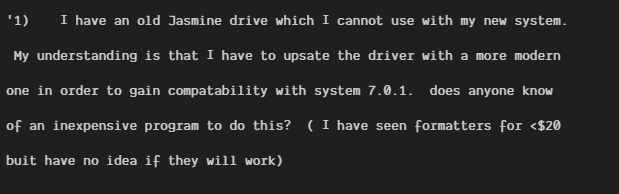 '1)    I have an old Jasmine drive which I cannot use with my new system.
 My understanding is that I have to upsate the driver with a more modern
one in order to gain compatability with system 7.0.1.  does anyone know
of an inexpensive program to do this?  ( I have seen formatters for <$20
buit have no idea if they will work)